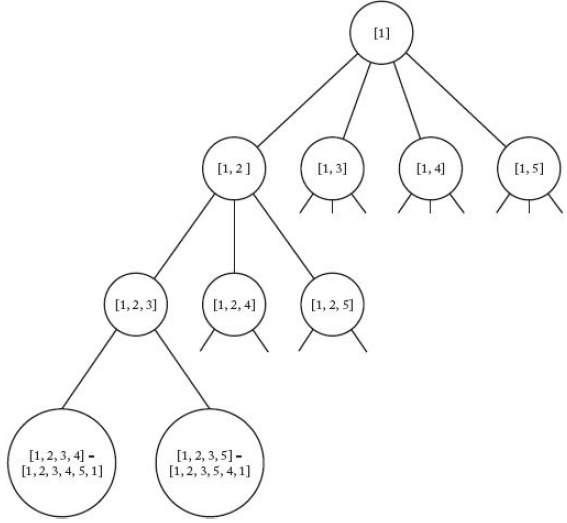 [1]
[1, 2 ]
[1, 3]
[1, 4]
[1, 5]
[1, 2, 3]
[1, 2, 4]
[1, 2, 5]
[1, 2, 3, 4] =
[1, 2, 3, 4, 5, 1]
[1, 2, 3, 5] =
[1, 2, 3, 5, 4, 1]